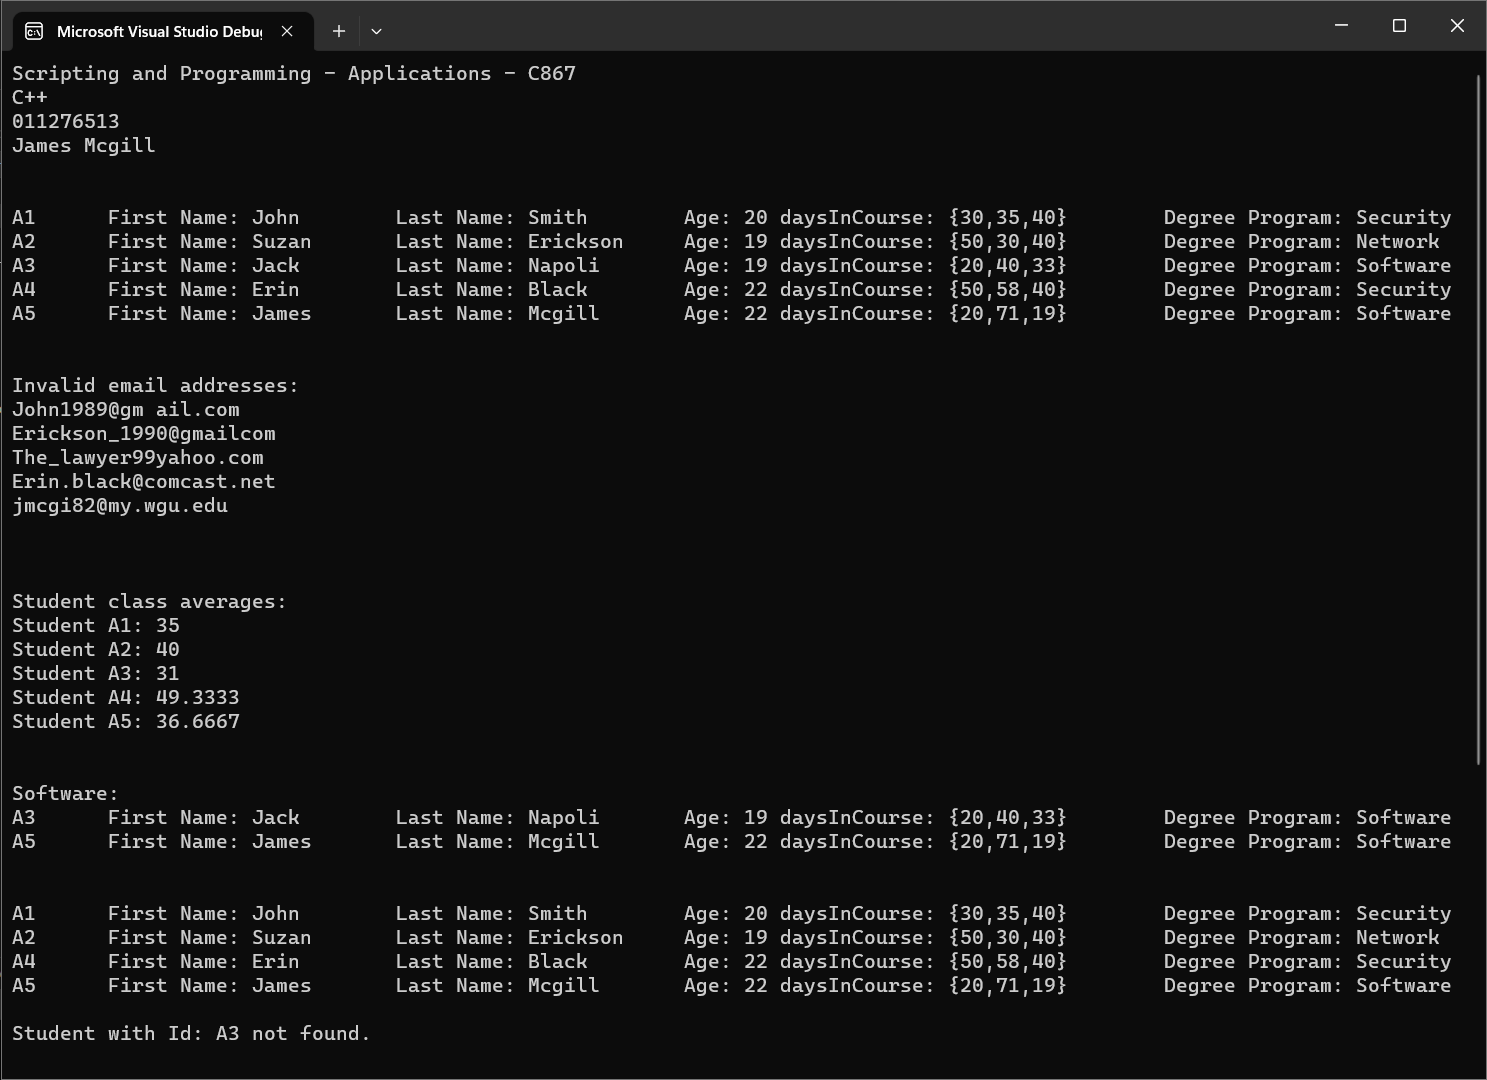 Microsoft Visual Studio Debug
Scripting and Programming - Applications - C867
C++
011276513
James Mcgill
A1 First Name: John Last Name: Smith Age: 20 daysInCourse: {30,35,40} Degree Program: Security
A2 First Name: Suzan Last Name: Erickson Age: 19 daysInCourse: {50,30,40} Degree Program: Network
A3 First Name: Jack Last Name: Napoli Age: 19 daysInCourse: {20,40,33} Degree Program: Software
A4 First Name: Erin Last Name: Black Age: 22 daysInCourse: {50,58,40} Degree Program: Security
A5 First Name: James Last Name: Mcgill Age: 22 daysInCourse: {20,71,19} Degree Program: Software
Invalid email addresses:
John1989@gm ail.com
Erickson_1990@gmailcom
The_lawyer99yahoo.com
Erin.black@comcast.net
jmcgi82@my.wgu.edu
Student class averages:
Student A1: 35
Student A2: 40
Student A3: 31
Student A4: 49.3333
Student A5: 36.6667
Software:
A3 First Name: Jack Last Name: Napoli Age: 19 daysInCourse: {20,40,33} Degree Program: Software
A5 First Name: James Last Name: Mcgill Age: 22 daysInCourse: {20,71,19} Degree Program: Software
A1 First Name: John Last Name: Smith Age: 20 daysInCourse: {30,35,40} Degree Program: Security
A2 First Name: Suzan Last Name: Erickson Age: 19 daysInCourse: {50,30,40} Degree Program: Network
A4 First Name: Erin Last Name: Black Age: 22 daysInCourse: {50,58,40} Degree Program: Security
A5 First Name: James Last Name: Mcgill Age: 22 daysInCourse: {20,71,19} Degree Program: Software
Student with Id: A3 not found.